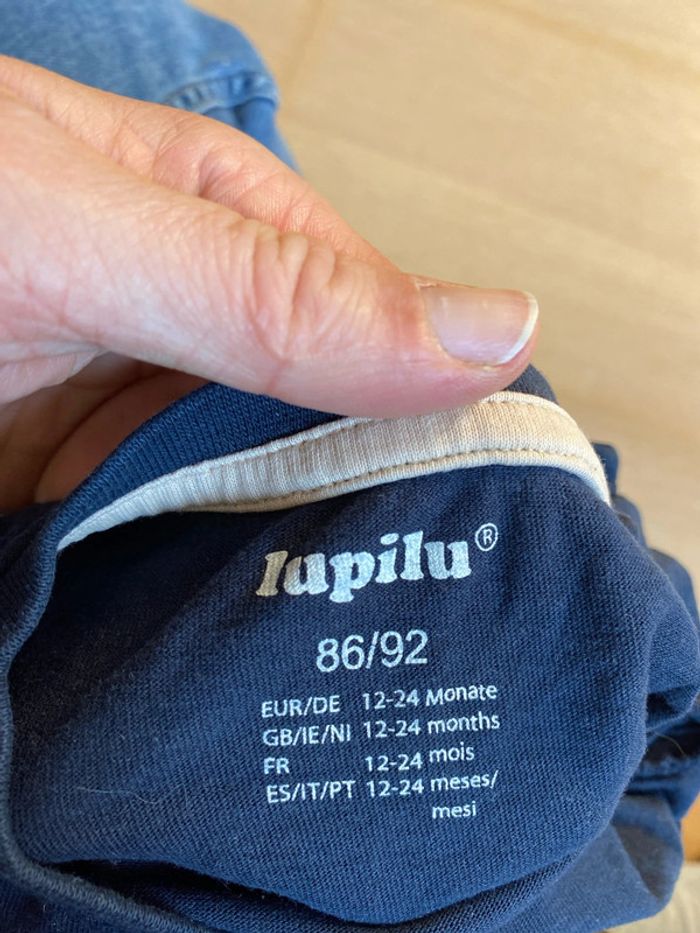 lupilu®
86/92
EUR/DE 12-24 Monate
GB/IE/NI 12-24 months
FR 12-24 mois
ES/IT/PT 12-24 meses/
mesi